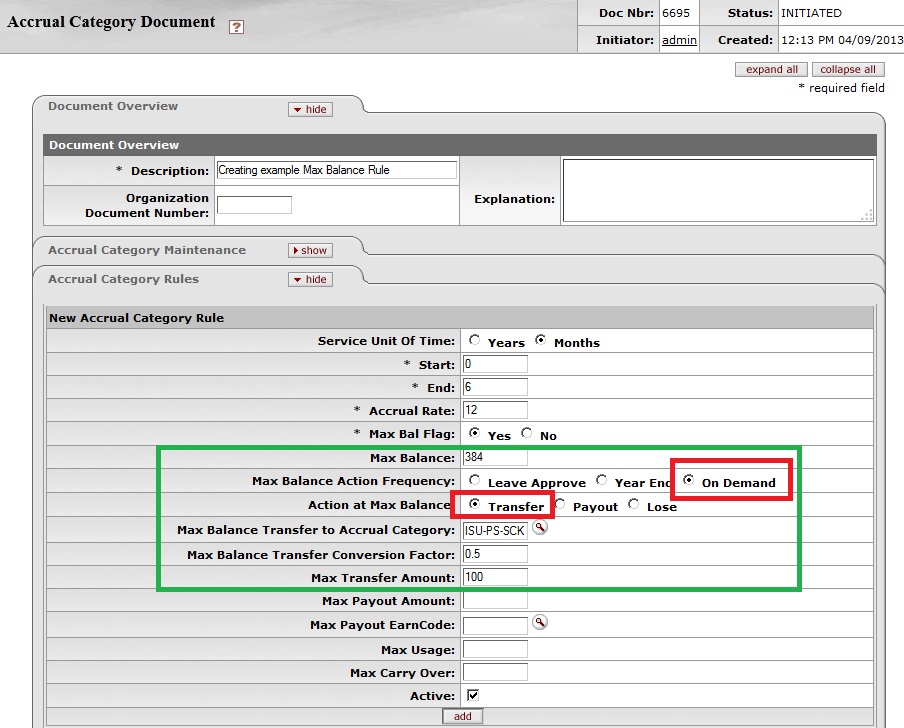 Accrual Category Document ?
Doc Nbr: 6695 Status: INITIATED
Initiator: admin Created: 12:13 PM 04/09/2013
expand all collapse all
* required field
Document Overview hide
Document Overview
* Description: Creating example Max Balance Rule
Organization
Document Number:
Explanation:
Accrual Category Maintenance show
Accrual Category Rules hide
New Accrual Category Rule
Service Unit Of Time: Years Months
* Start: 0
* End: 6
* Accrual Rate: 12
* Max Bal Flag: Yes No
Max Balance: 384
Max Balance Action Frequency: Leave Approve Year End On Demand
Action at Max Balance Transfer Payout Lose
Max Balance Transfer to Accrual Category: ISU-PS-SCK
Max Balance Transfer Conversion Factor: 0.5
Max Transfer Amount: 100
Max Payout Amount:
Max Payout EarnCode:
Max Usage:
Max Carry Over:
Active:
add